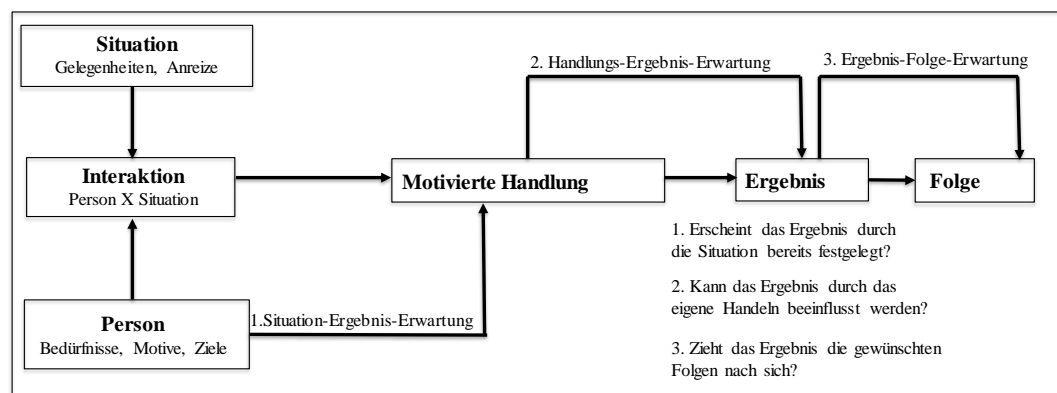 Situation
Gelegenheiten, Anreize
2. Handlungs-Ergebnis-Erwartung
3. Ergebnis-Folge-Erwartung
Interaktion
Person X Situation
Motivierte Handlung
Ergebnis
Folge
1. Erscheint das Ergebnis durch
die Situation bereits festgelegt?
2. Kann das Ergebnis durch das
eigene Handeln beeinflusst werden?
3. Zieht das Ergebnis die gewünschten
Folgen nach sich?
1.Situation-Ergebnis-Erwartung
Person
Bedürfnisse, Motive, Ziele